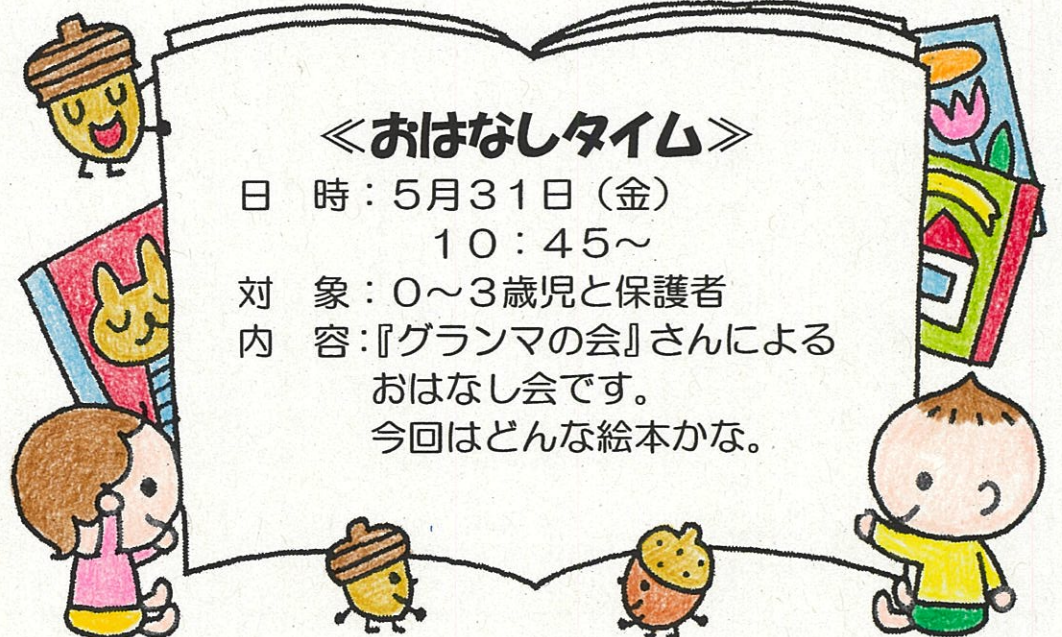 ≪おはなしタイム≫
日　時：５月３１日（金）
１０：４５～
対　象：０～３歳児と保護者
内　容：『グランマの会』さんによる
おはなし会です。
今回はどんな絵本かな。